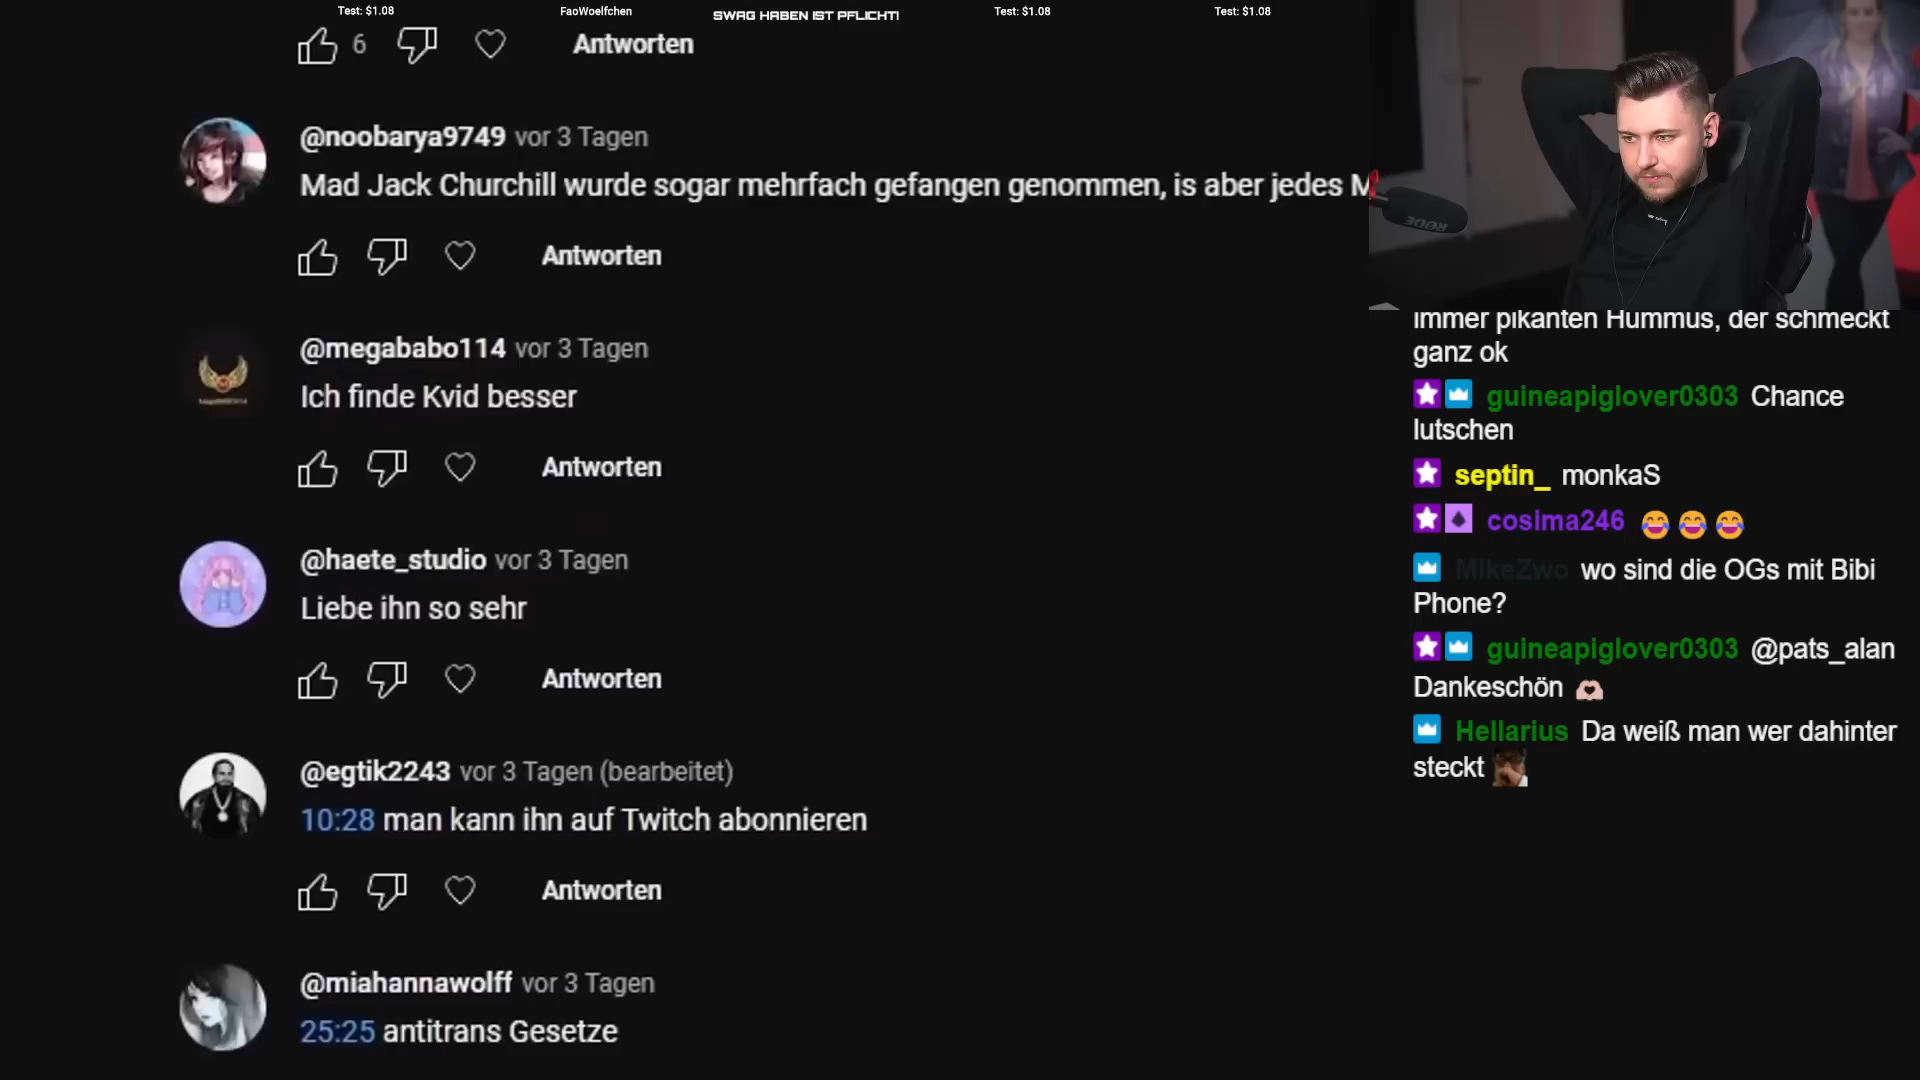 Test: $1.08
FaoWoelfchen
SWAG HABEN IST PFLICHT!
Test: $1.08
Test: $1.08
6
Antworten
@noobarya9749 vor 3 Tagen
Mad Jack Churchill wurde sogar mehrfach gefangen genommen, is aber jedes
Antworten
@megababo114 vor 3 Tagen
Ich finde Kvid besser
Antworten
@haete_studio vor 3 Tagen
Liebe ihn so sehr
Antworten
@egtik2243 vor 3 Tagen (bearbeitet)
10:28 man kann ihn auf Twitch abonnieren
Antworten
@miahannawolff vor 3 Tagen
25:25 antitrans Gesetze
RØDE
immer pikanten Hummus, der schmeckt
ganz ok
guineapiglover0303 Chance
lutschen
septin_ monkaS
cosima246 😂 😂 😂
MikeZwo wo sind die OGs mit Bibi
Phone?
guineapiglover0303 @pats_alan
Dankeschön 🫶🏻
Hellarius Da weiß man wer dahinter
steckt